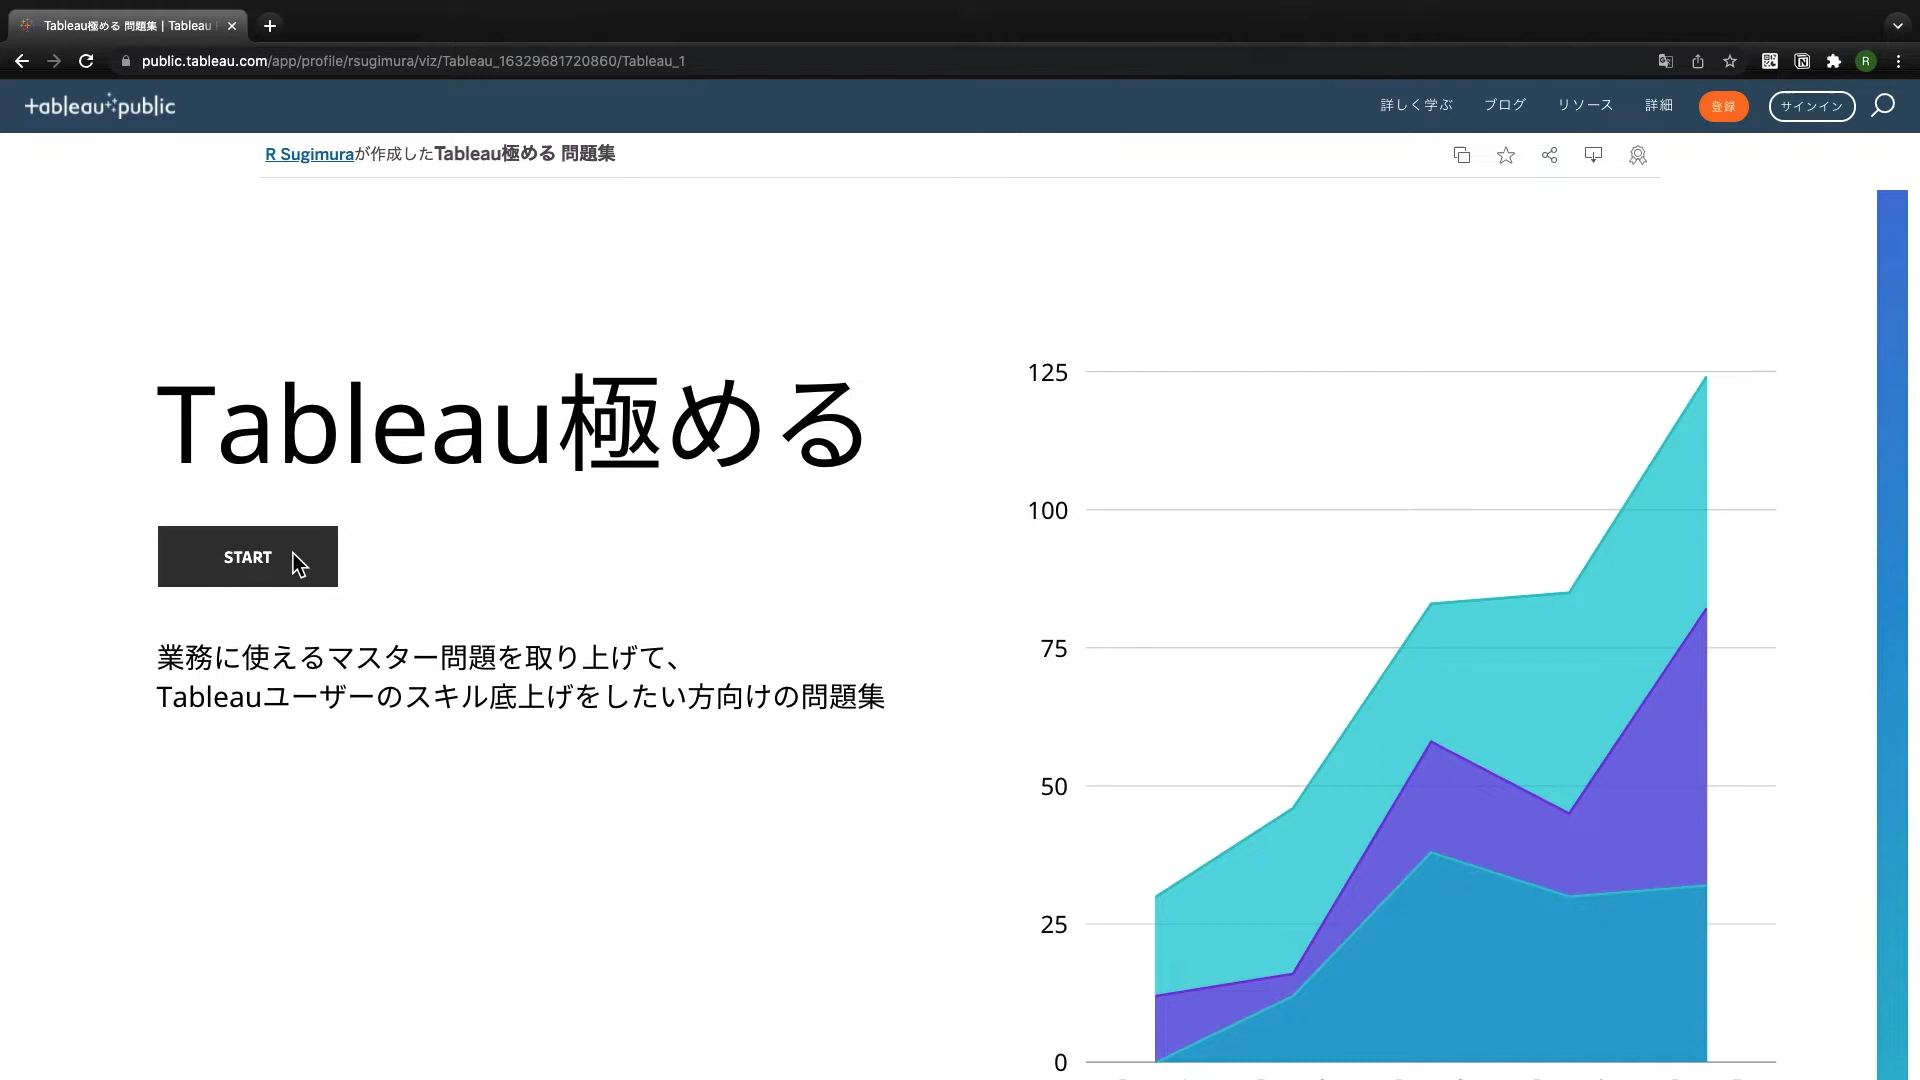 Tableau極める 問題集 | Tableau
public.tableau.com/app/profile/rsugimura/viz/Tableau_16329681720860/Tableau_1
R
+ableau public
詳しく学ぶ ブログ リソース 詳細 登録 サインイン
R Sugimuraが作成したTableau極める 問題集
Tableau極める
START
業務に使えるマスター問題を取り上げて、
Tableauユーザーのスキル底上げをしたい方向けの問題集
125
100
75
50
25
0